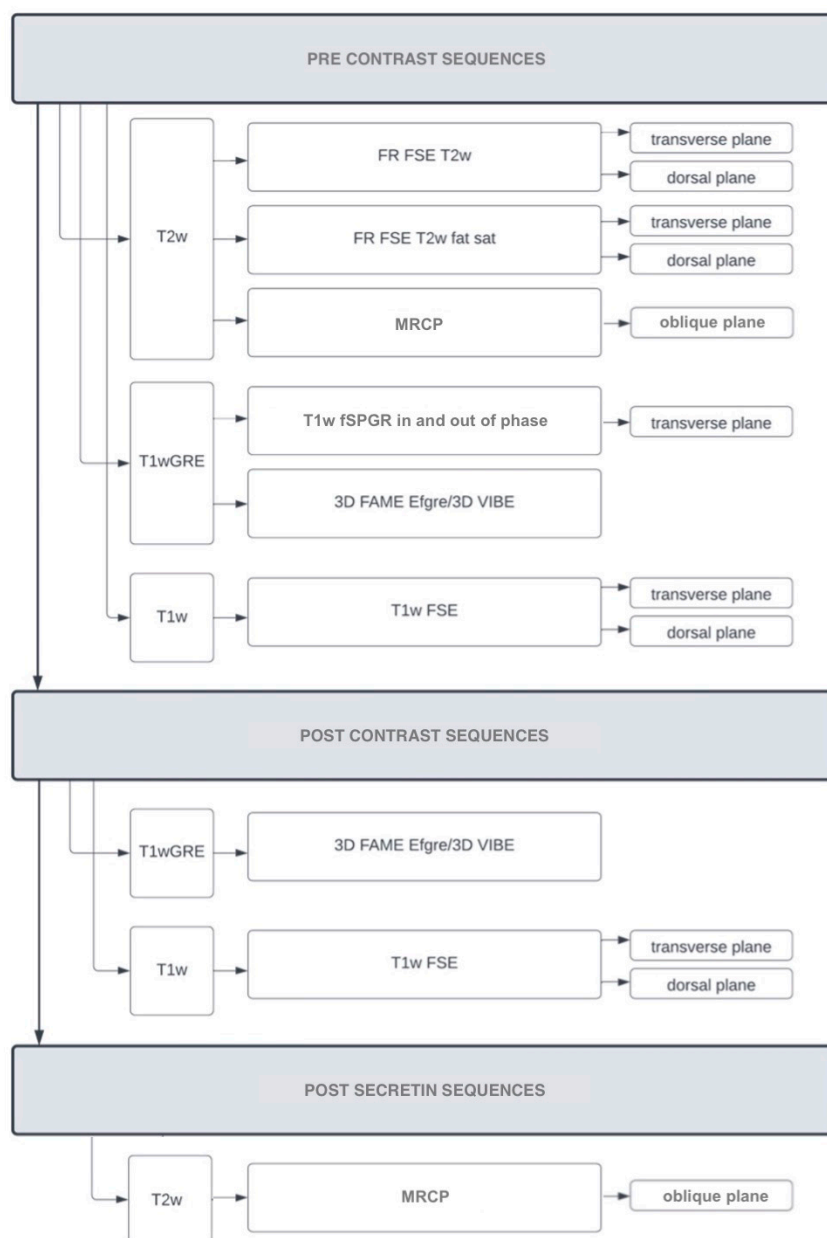 PRE CONTRAST SEQUENCES
T2w
FR FSE T2w
transverse plane
dorsal plane
FR FSE T2w fat sat
transverse plane
dorsal plane
MRCP
oblique plane
T1wGRE
T1w fSPGR in and out of phase
transverse plane
3D FAME Efgre/3D VIBE
T1w
T1w FSE
transverse plane
dorsal plane
POST CONTRAST SEQUENCES
T1wGRE
3D FAME Efgre/3D VIBE
T1w
T1w FSE
transverse plane
dorsal plane
POST SECRETIN SEQUENCES
T2w
MRCP
oblique plane